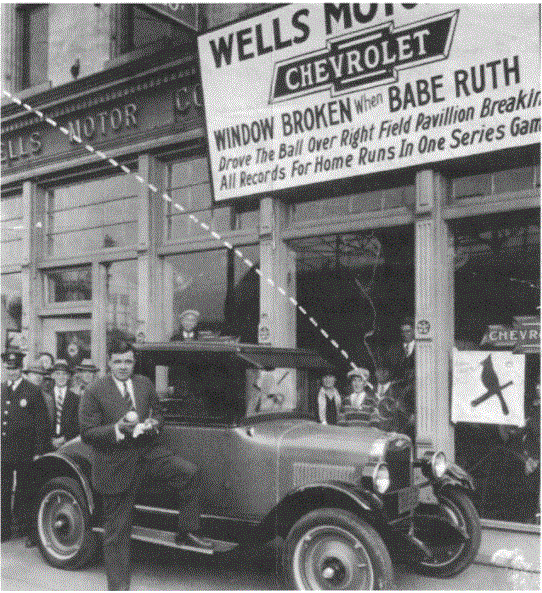 WELLS MOTO
CHEVROLET
WINDOW BROKEN When BABE RUTH
Drove The Ball Over Right Field Pavillion Breakin
All Records For Home Runs In One Series Gam
ELLS MOTOR CO
CHEVR